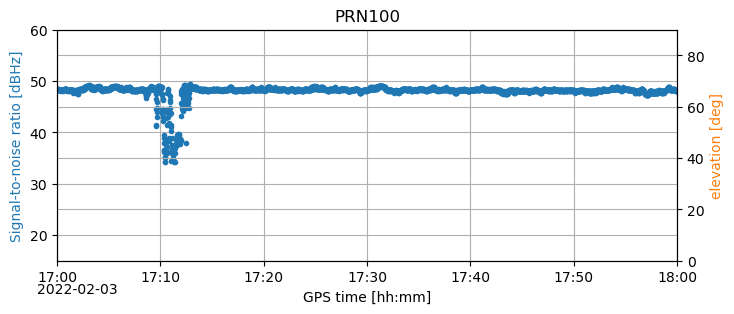 PRN100
Signal-to-noise ratio [dBHz]
60
50
40
30
20
80
60
40
20
0
elevation [deg]
17:00 17:10 17:20 17:30 17:40 17:50 18:00
2022-02-03
GPS time [hh:mm]